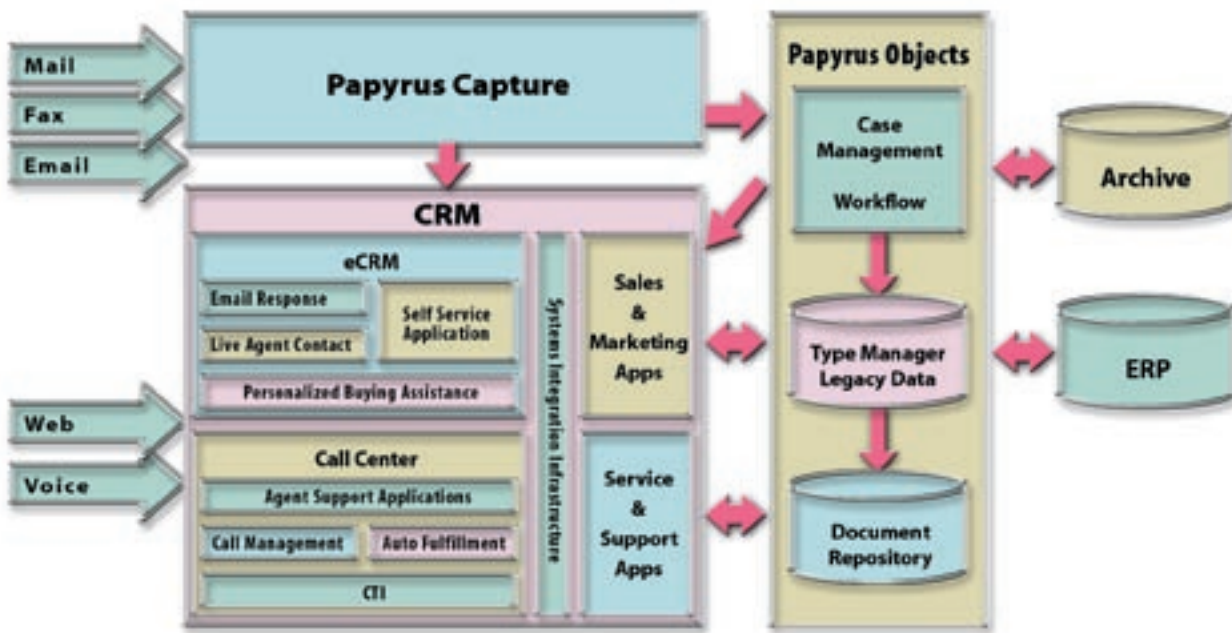 Mail
Fax
Email
Papyrus Capture
Papyrus Objects
Case
Management
Workflow
Archive
CRM
eCRM
Email Response
Live Agent Contact
Self Service
Application
Personalized Buying Assistance
Systems Integration Infrastructure
Sales
&
Marketing
Apps
Type Manager
Legacy Data
ERP
Web
Voice
Call Center
Agent Support Applications
Call Management
Auto Fulfillment
CTI
Service
&
Support
Apps
Document
Repository